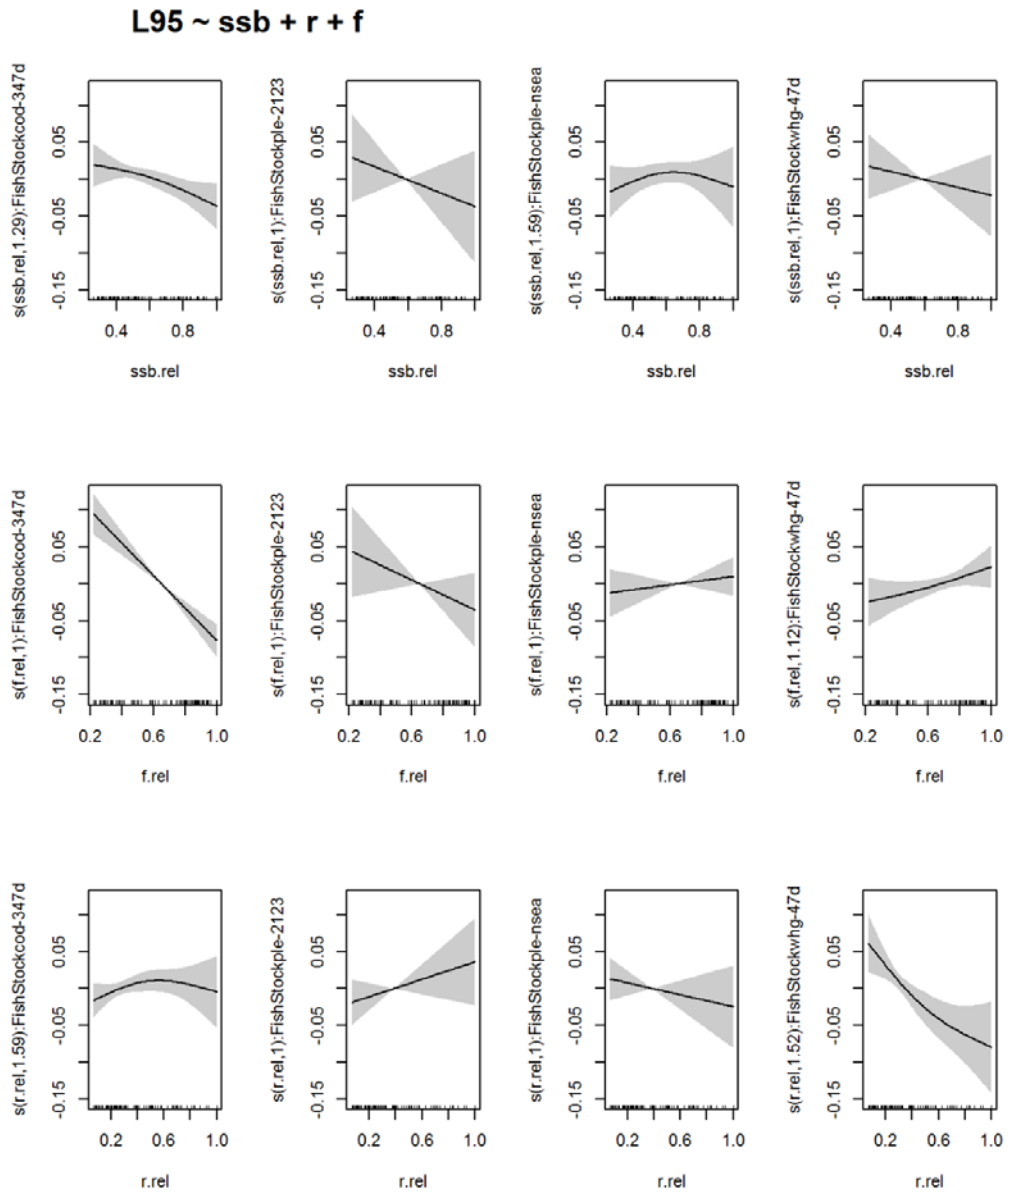 L95 ~ ssb + r + f
s(ssb.rel,1.29):FishStockcod-347d
-0.15 -0.05 0.05
0.4 0.8
ssb.rel
s(ssb.rel,1):FishStockple-2123
-0.15 -0.05 0.05
0.4 0.8
ssb.rel
s(ssb.rel,1.59):FishStockple-nsea
-0.15 -0.05 0.05
0.4 0.8
ssb.rel
s(ssb.rel,1):FishStockwhg-47d
-0.15 -0.05 0.05
0.4 0.8
ssb.rel
s(f.rel,1):FishStockcod-347d
-0.15 -0.05 0.05
0.2 0.6 1.0
f.rel
s(f.rel,1):FishStockple-2123
-0.15 -0.05 0.05
0.2 0.6 1.0
f.rel
s(f.rel,1):FishStockple-nsea
-0.15 -0.05 0.05
0.2 0.6 1.0
f.rel
s(f.rel,1.12):FishStockwhg-47d
-0.15 -0.05 0.05
0.2 0.6 1.0
f.rel
s(r.rel,1.59):FishStockcod-347d
-0.15 -0.05 0.05
0.2 0.6 1.0
r.rel
s(r.rel,1):FishStockple-2123
-0.15 -0.05 0.05
0.2 0.6 1.0
r.rel
s(r.rel,1):FishStockple-nsea
-0.15 -0.05 0.05
0.2 0.6 1.0
r.rel
s(r.rel,1.52):FishStockwhg-47d
-0.15 -0.05 0.05
0.2 0.6 1.0
r.rel